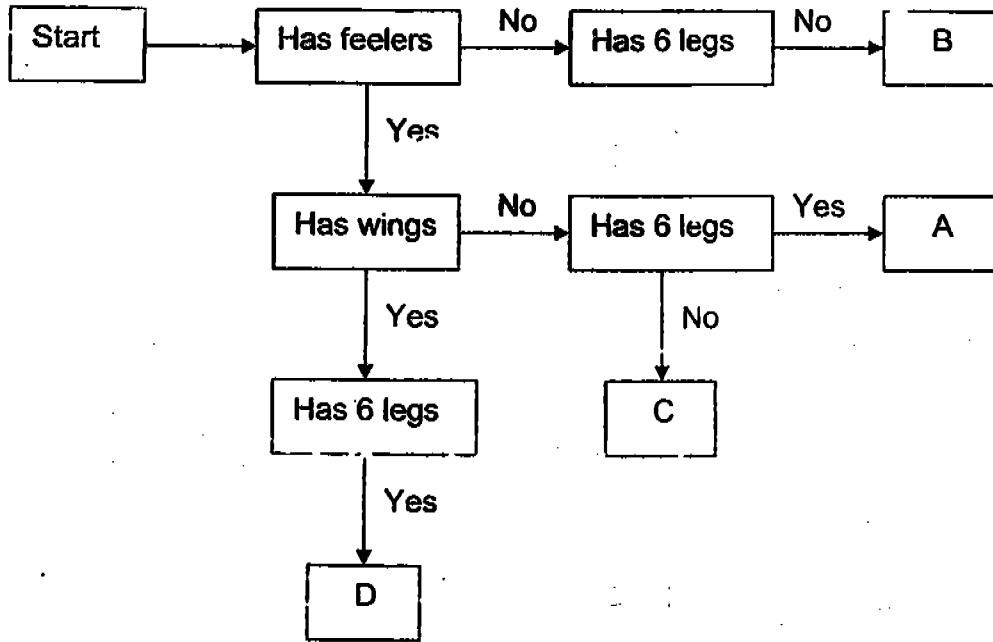 Start
Has feelers
No
Has 6 legs
No
B
Yes
Has wings
No
Has 6 legs
Yes
A
Yes
No
Has 6 legs
C
Yes
D